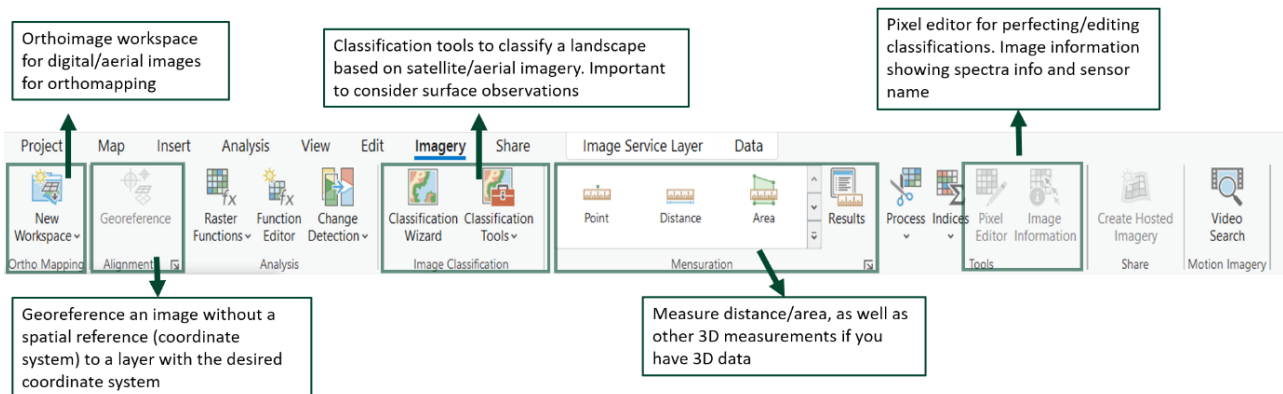 Orthoimage workspace
for digital/aerial images
for orthomapping
Classification tools to classify a landscape
based on satellite/aerial imagery. Important
to consider surface observations
Pixel editor for perfecting/editing
classifications. Image information
showing spectra info and sensor
name
Project Map Insert Analysis View Edit Imagery Share Image Service Layer Data
New
Workspace
Ortho Mapping
Georeference
Alignment
Raster
Functions
Function
Editor
Change
Detection
Analysis
Classification
Wizard
Classification
Tools
Image Classification
Point
Distance
Area
Results
Mensuration
Process
Indices
Pixel
Editor
Image
Information
Tools
Create Hosted
Imagery
Share
Video
Search
Motion Imagery
Georeference an image without a
spatial reference (coordinate
system) to a layer with the desired
coordinate system
Measure distance/area, as well as
other 3D measurements if you
have 3D data